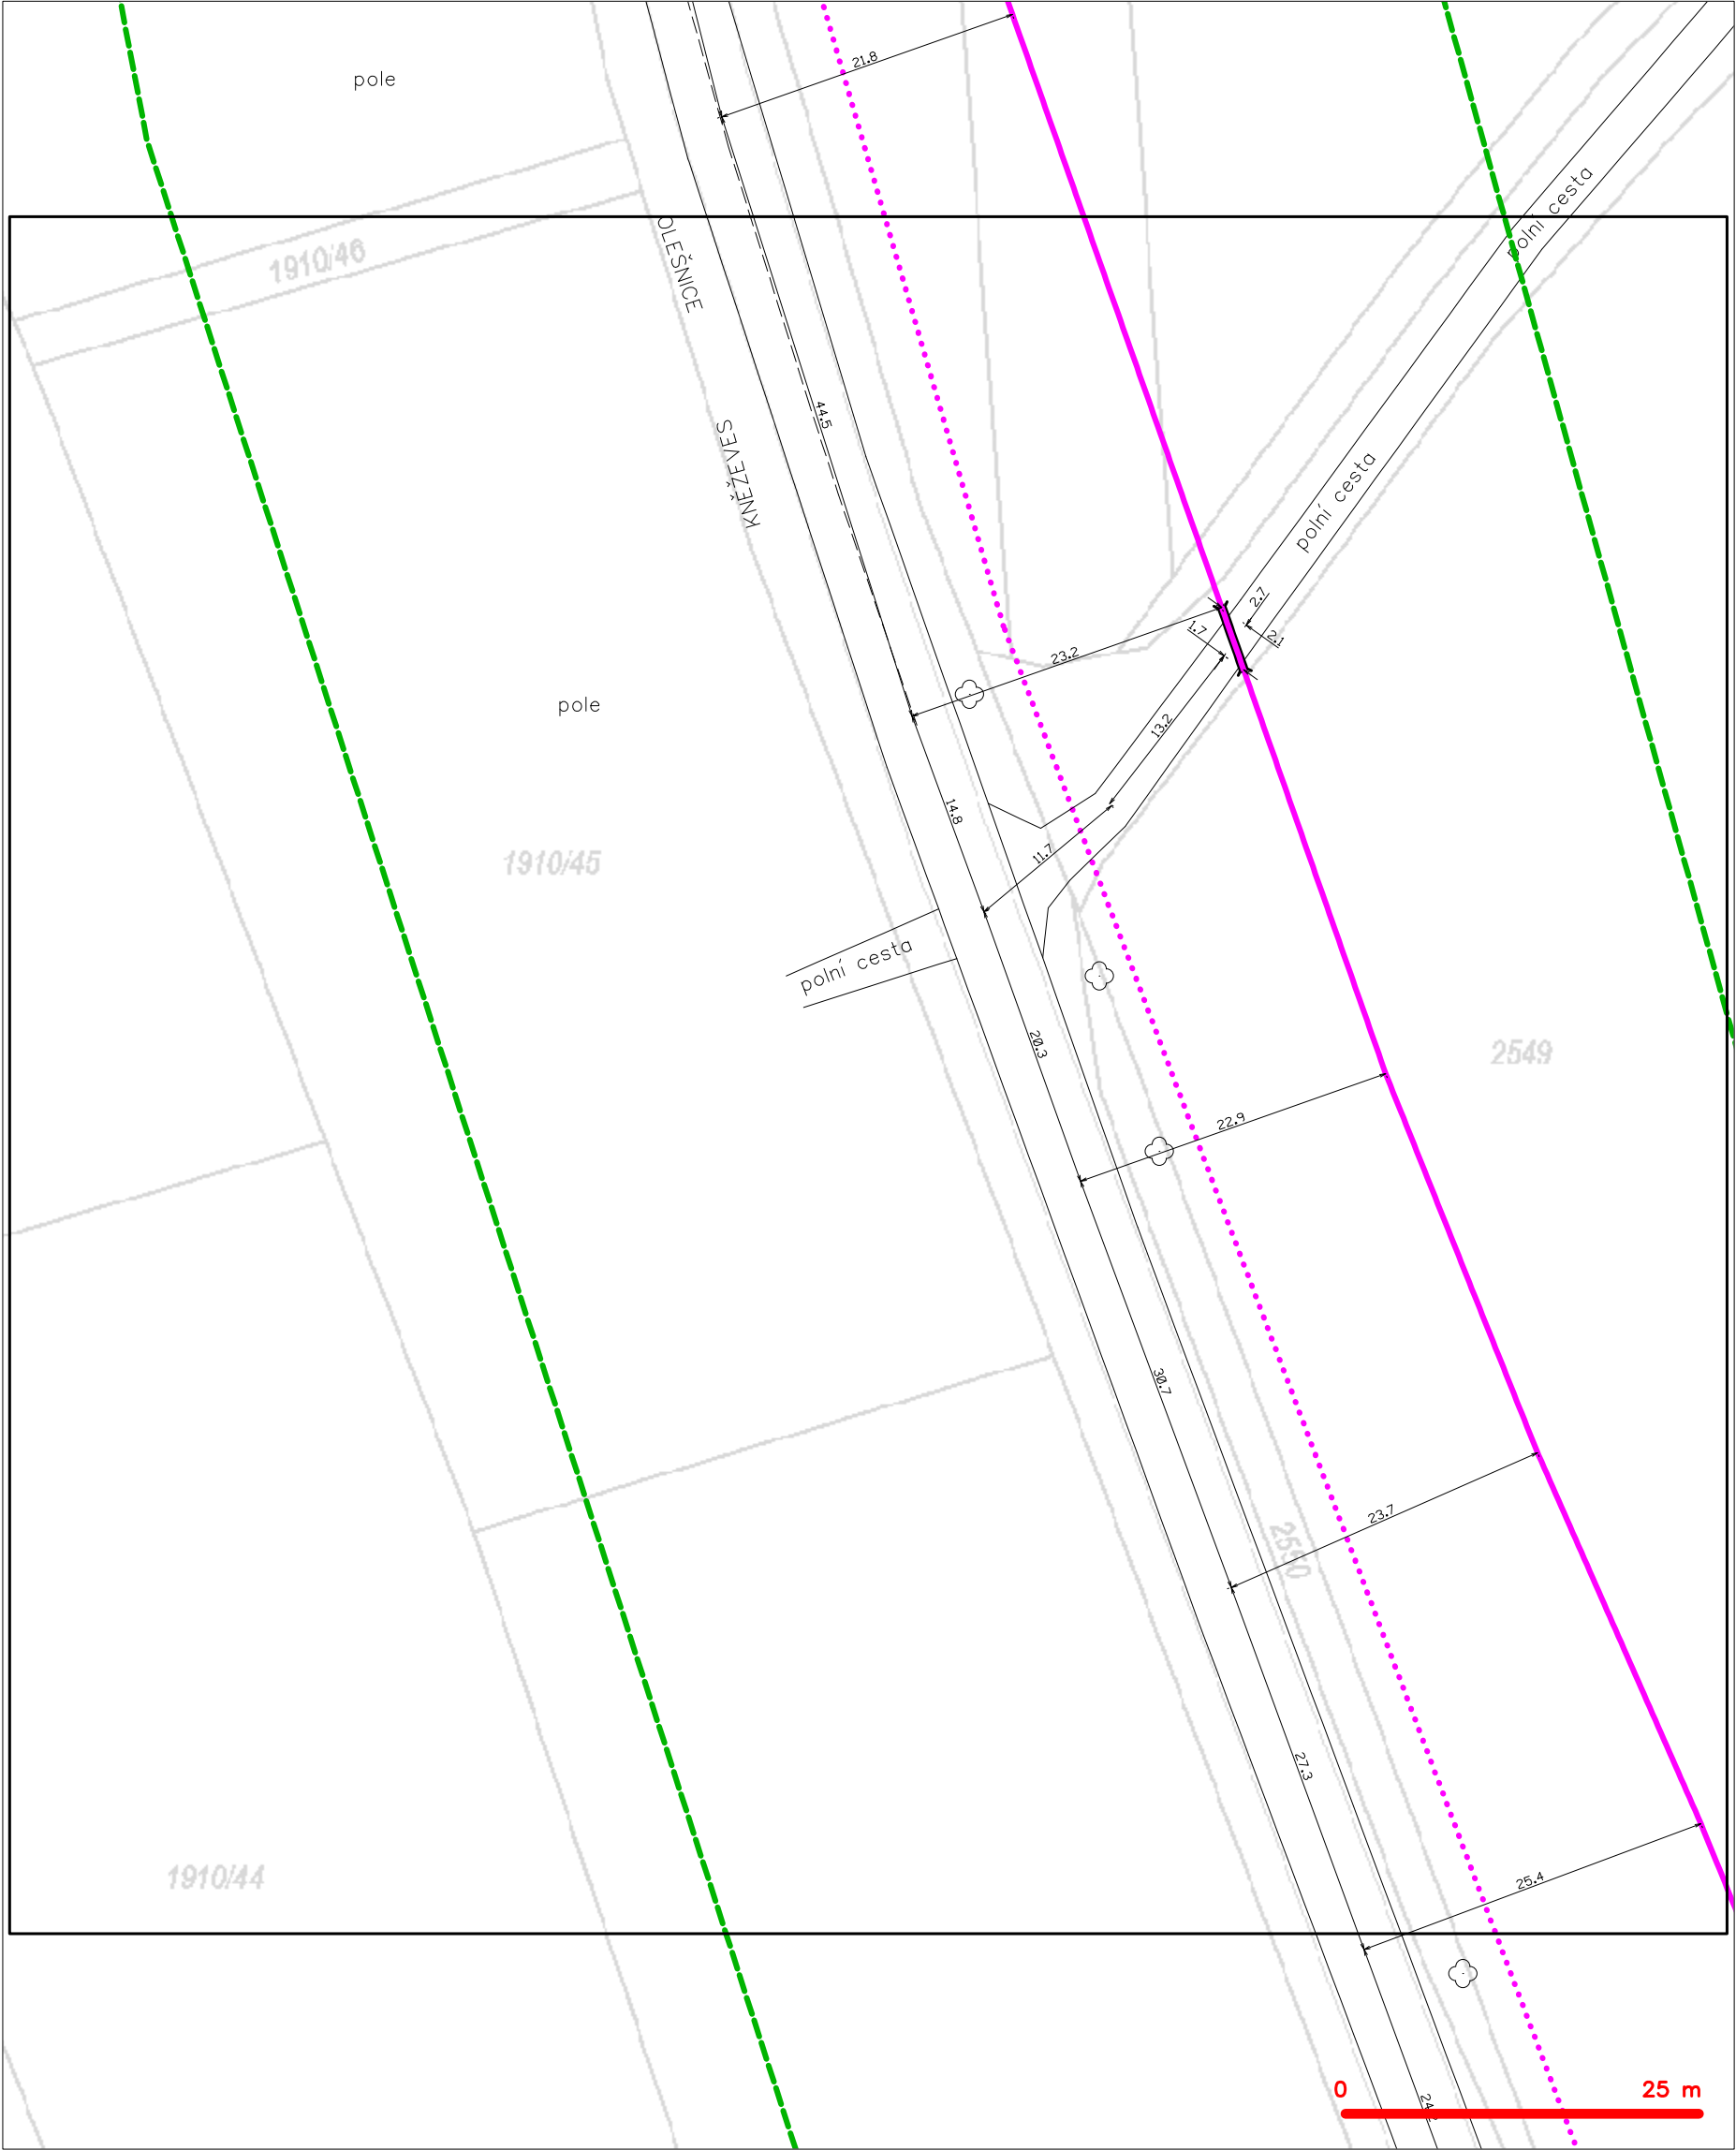 21.8
pole
polní cesta
1910/46
OLEŠNICE
44.5
KNĚŽEVES
polní cesta
2.7
1.7
2.1
23.2
pole
13.2
14.8
11.7
1910/45
polní cesta
20.3
2549
22.9
30.7
23.7
2550
27.3
1910/44
25.4
0
25 m